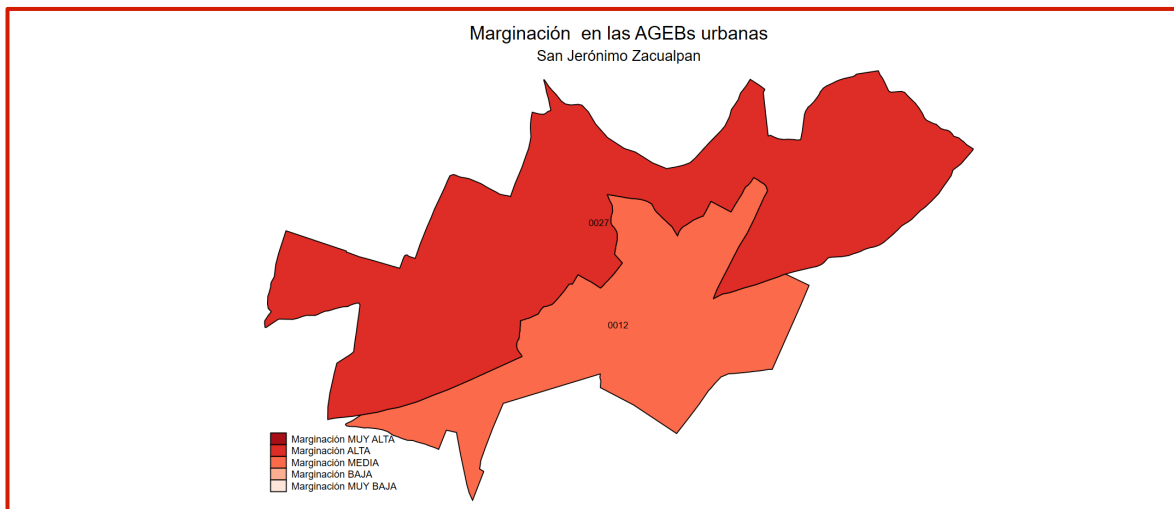 Marginación  en las AGEBs urbanas
San Jerónimo Zacualpan
0027
0012
Marginación MUY ALTA
Marginación ALTA
Marginación MEDIA
Marginación BAJA
Marginación MUY BAJA